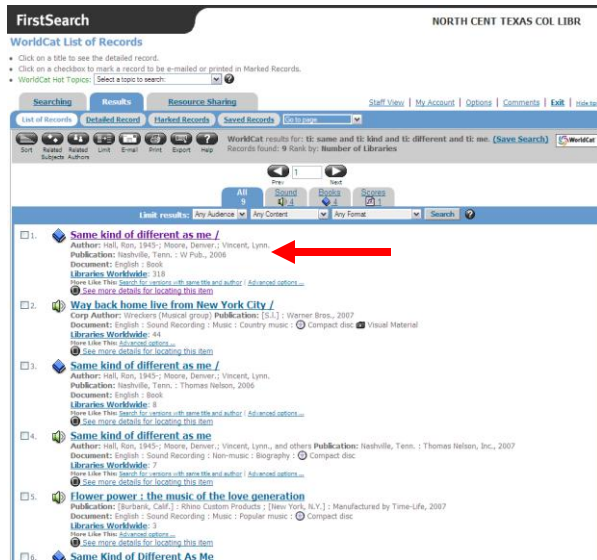 FirstSearch
NORTH CENT TEXAS COL LIBR
WorldCat List of Records
Click on a title to see the detailed record.
Click on a checkbox to mark a record to be e-mailed or printed in Marked Records.
WorldCat Hot Topics: Select a topic to search:
Searching Results Resource Sharing Staff View | My Account | Options | Comments | Exit | Hide tips
List of Records Detailed Record Marked Records Saved Records Go to page
WorldCat results for: ti: same and ti: kind and ti: different and ti: me. (Save Search) WorldCat
Records found: 9 Rank by: Number of Libraries
Sort Related Subjects Related Authors Limit E-mail Print Export Help
1
Prev Next
All Sound Books Scores
9 4 4 1
Limit results: Any Audience Any Content Any Format Search
1. Same kind of different as me /
Author: Hall, Ron, 1945-; Moore, Denver.; Vincent, Lynn.
Publication: Nashville, Tenn. : W Pub., 2006
Document: English : Book
Libraries Worldwide: 318
More Like This: Search for versions with same title and author | Advanced options ...
See more details for locating this item
2. Way back home live from New York City /
Corp Author: Wreckers (Musical group) Publication: [S.l.] : Warner Bros., 2007
Document: English : Sound Recording : Music : Country music : Compact disc Visual Material
Libraries Worldwide: 44
More Like This: Advanced options ...
See more details for locating this item
3. Same kind of different as me /
Author: Hall, Ron, 1945-; Moore, Denver.; Vincent, Lynn.
Publication: Nashville, Tenn. : Thomas Nelson, 2006
Document: English : Book
Libraries Worldwide: 8
More Like This: Search for versions with same title and author | Advanced options ...
See more details for locating this item
4. Same kind of different as me
Author: Hall, Ron, 1945-; Moore, Denver.; Vincent, Lynn., and others Publication: Nashville, Tenn. : Thomas Nelson, Inc., 2007
Document: English : Sound Recording : Non-music : Biography : Compact disc
Libraries Worldwide: 7
More Like This: Search for versions with same title and author | Advanced options ...
See more details for locating this item
5. Flower power : the music of the love generation
Publication: [Burbank, Calif.] : Rhino Custom Products ; [New York, N.Y.] : Manufactured by Time-Life, 2007
Document: English : Sound Recording : Music : Popular music : Compact disc
Libraries Worldwide: 3
More Like This: Advanced options ...
See more details for locating this item
6. Same Kind of Different As Me